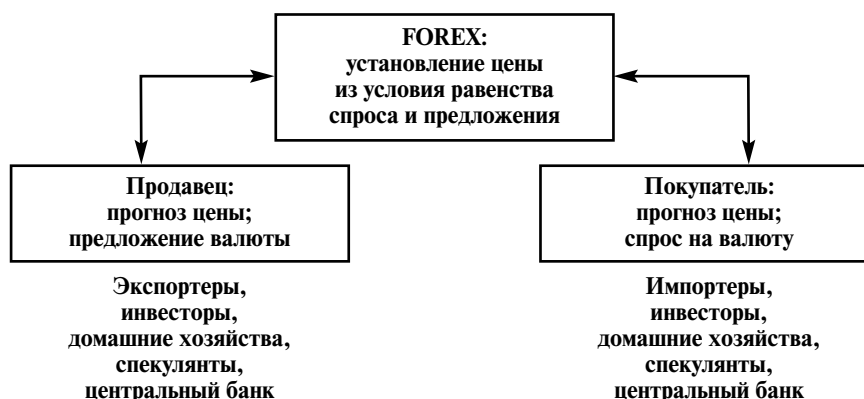 FOREX:
установление цены
из условия равенства
спроса и предложения
Продавец:
прогноз цены;
предложение валюты
Покупатель:
прогноз цены;
спрос на валюту
Экспортеры,
инвесторы,
домашние хозяйства,
спекулянты,
центральный банк
Импортеры,
инвесторы,
домашние хозяйства,
спекулянты,
центральный банк